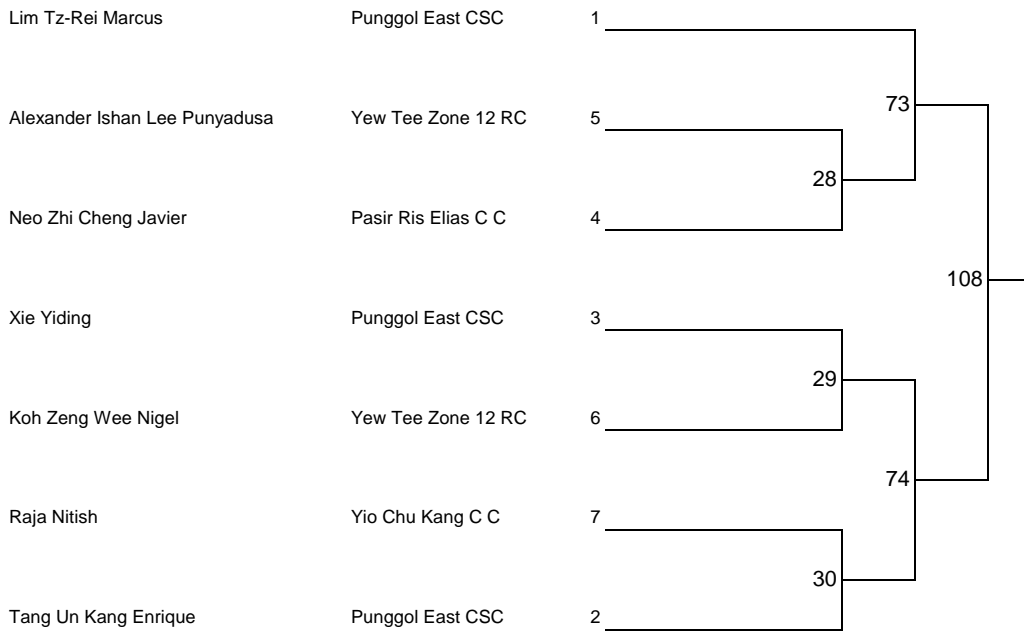 Lim Tz-Rei Marcus Punggol East CSC 1
73
Alexander Ishan Lee Punyadusa Yew Tee Zone 12 RC 5
28
Neo Zhi Cheng Javier Pasir Ris Elias C C 4
108
Xie Yiding Punggol East CSC 3
29
Koh Zeng Wee Nigel Yew Tee Zone 12 RC 6
74
Raja Nitish Yio Chu Kang C C 7
30
Tang Un Kang Enrique Punggol East CSC 2